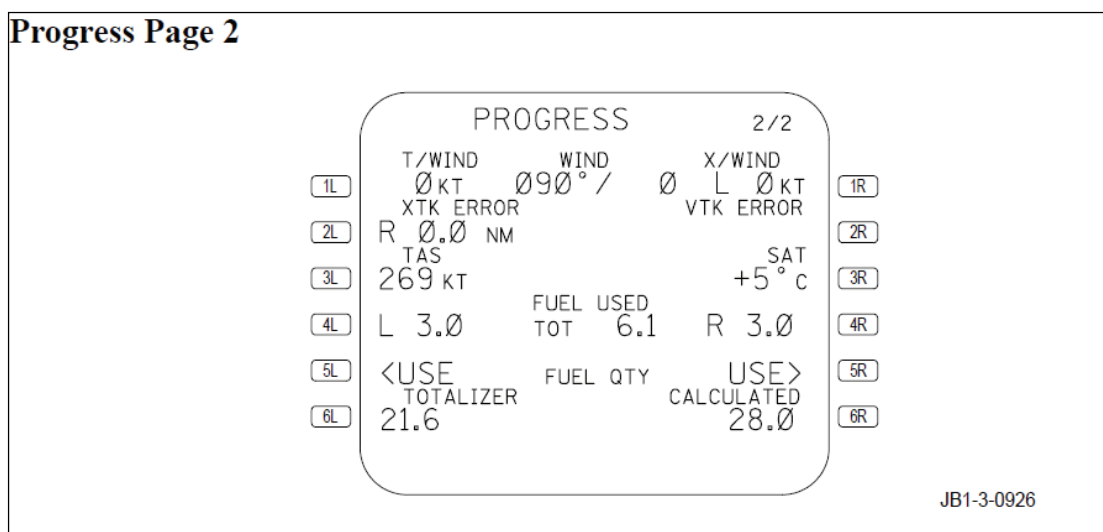 Progress Page 2
PROGRESS 2/2
T/WIND WIND X/WIND
1L Ø KT Ø9Ø°/ Ø L Ø KT 1R
XTK ERROR VTK ERROR
2L R Ø.Ø NM 2R
TAS SAT
3L 269 KT +5°C 3R
FUEL USED
4L L 3.Ø TOT 6.1 R 3.Ø 4R
5L <USE FUEL QTY USE> 5R
TOTALIZER CALCULATED
6L 21.6 28.Ø 6R
JB1-3-0926